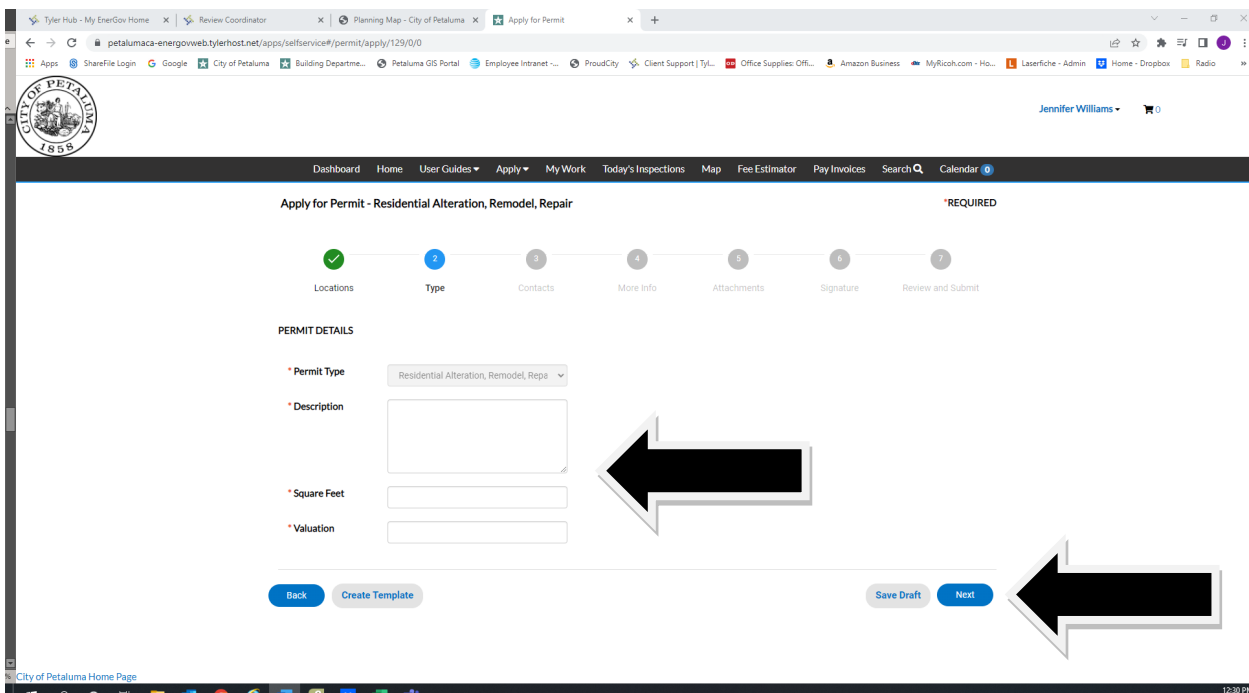 Tyler Hub - My EnerGov Home × Review Coordinator × Planning Map - City of Petaluma × Apply for Permit × +
petalumaca-energovweb.tylerhost.net/apps/selfservice#/permit/apply/129/0/0 J
Apps ShareFile Login G Google City of Petaluma Building Departme... Petaluma GIS Portal Employee Intranet -... ProudCity Client Support | Tyl... Office Supplies: Offi... Amazon Business MyRicoh.com - Ho... Laserfiche - Admin Home - Dropbox Radio »
CITY OF PETALUMA
1858
Jennifer Williams 0
Dashboard Home User Guides Apply My Work Today's Inspections Map Fee Estimator Pay Invoices Search Calendar 0
Apply for Permit - Residential Alteration, Remodel, Repair *REQUIRED
2 3 4 5 6 7
Locations Type Contacts More Info Attachments Signature Review and Submit
PERMIT DETAILS
* Permit Type Residential Alteration, Remodel, Repa
* Description
* Square Feet
* Valuation
Back Create Template Save Draft Next
City of Petaluma Home Page
12:30 PM